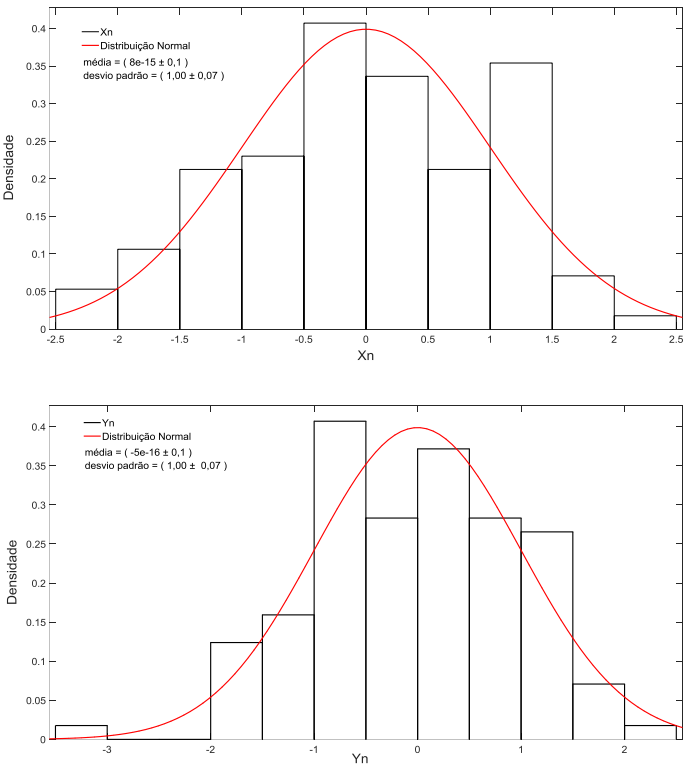 Xn
Distribuição Normal
média = ( 8e-15 ± 0,1 )
desvio padrão = ( 1,00 ± 0,07 )
Densidade
0.4
0.35
0.3
0.25
0.2
0.15
0.1
0.05
0
-2.5 -2 -1.5 -1 -0.5 0 0.5 1 1.5 2 2.5
Xn
Yn
Distribuição Normal
média = ( -5e-16 ± 0,1 )
desvio padrão = ( 1,00 ± 0,07 )
Densidade
0.4
0.35
0.3
0.25
0.2
0.15
0.1
0.05
0
-3 -2 -1 0 1 2
Yn